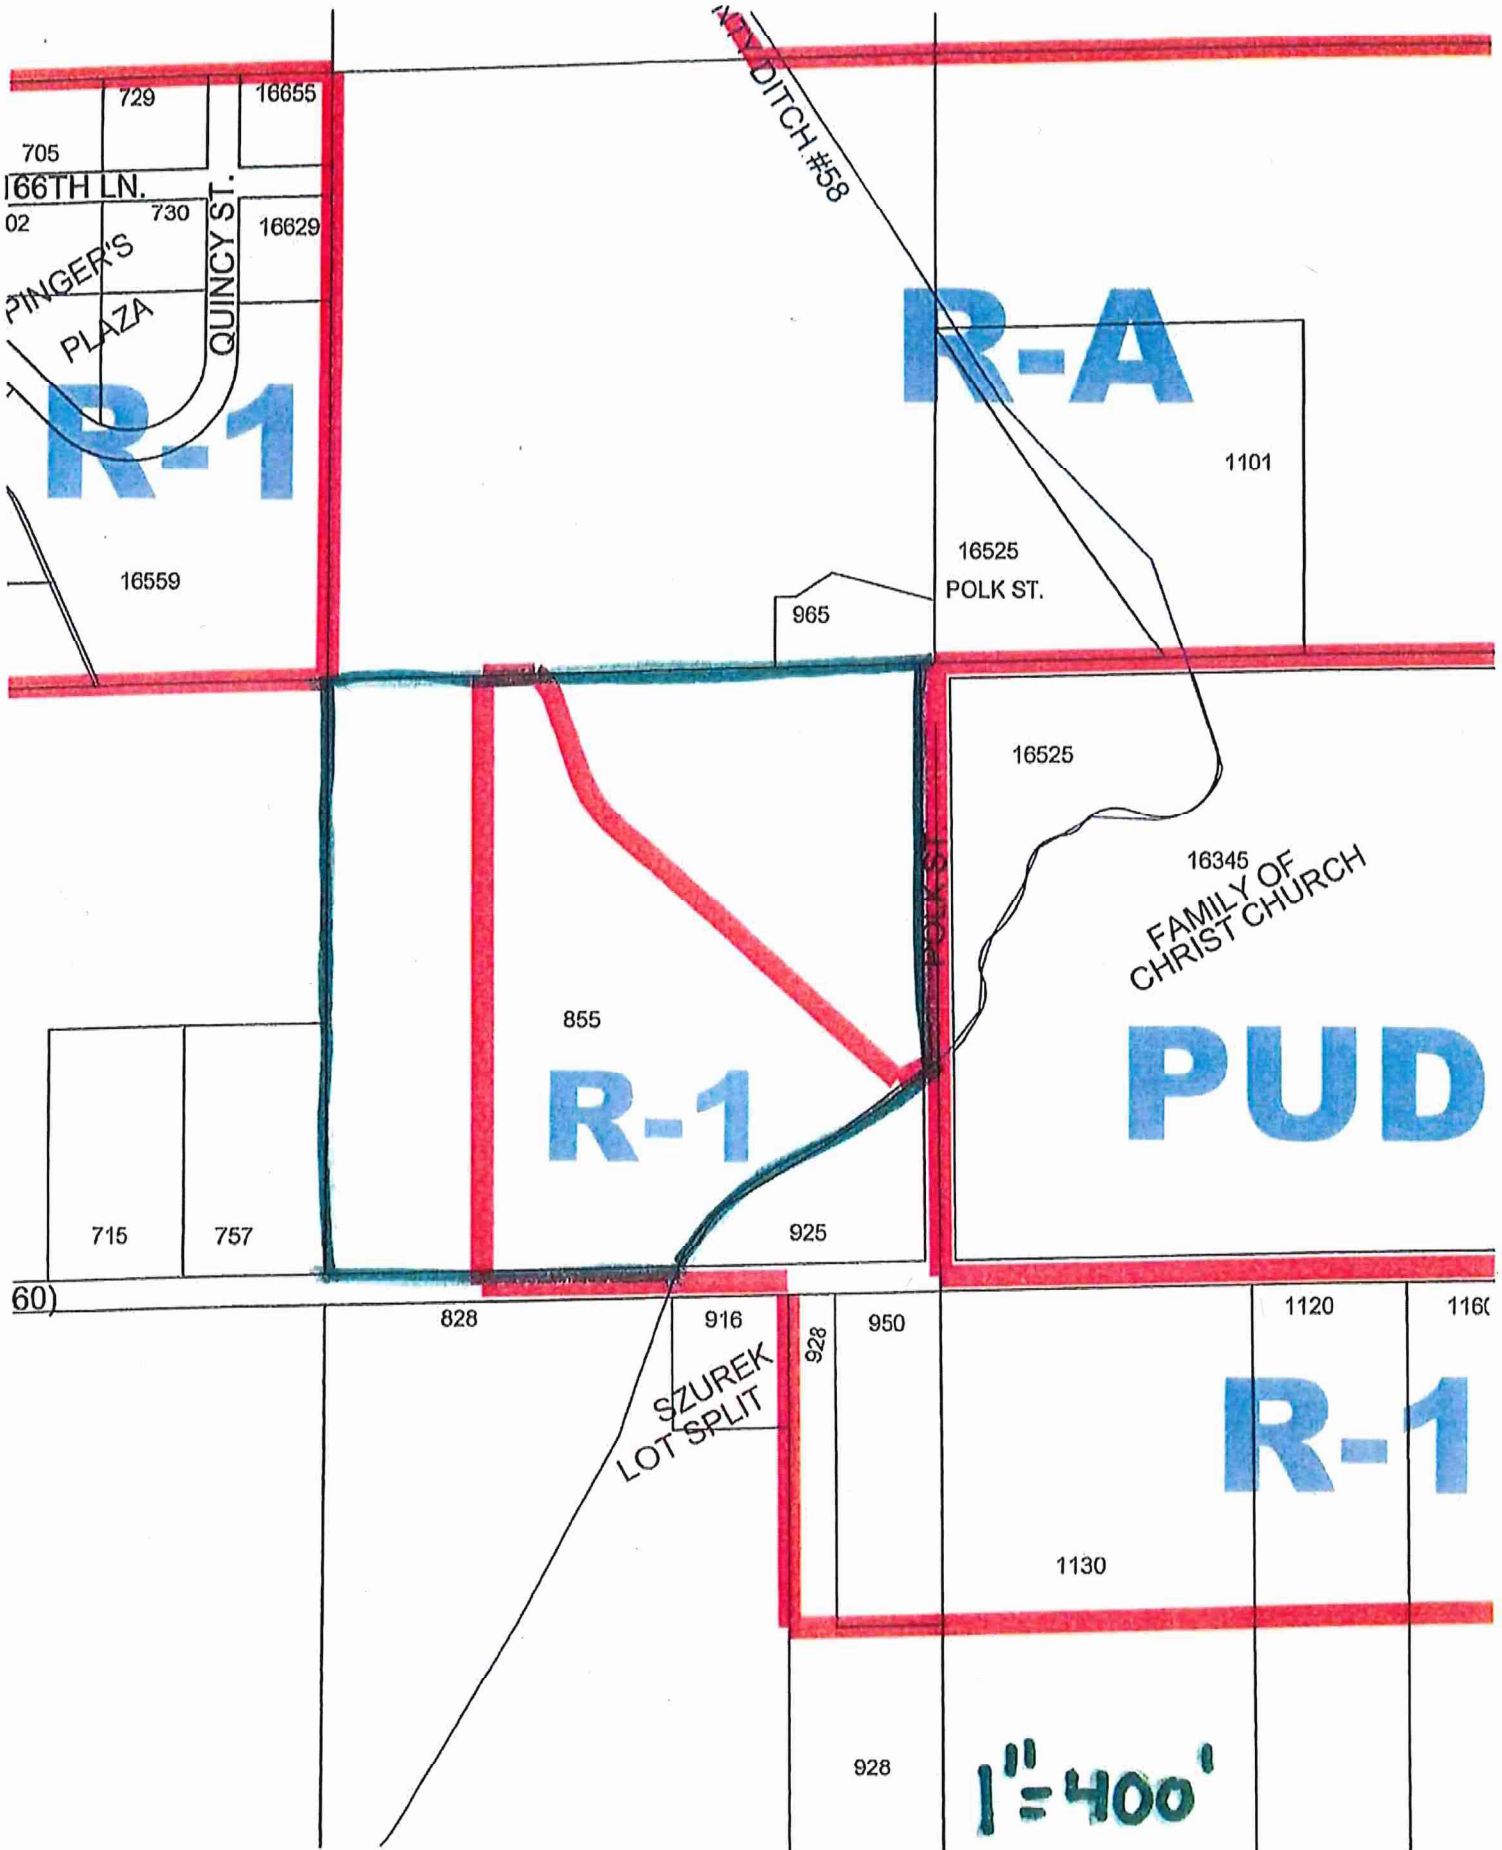 DITCH #58
729
16655
705
166TH LN.
02
730
16629
QUINCY ST.
PINGER'S
PLAZA
R-A
R-1
1101
16525
16559
POLK ST.
965
16525
POLK ST
16345
FAMILY OF
CHRIST CHURCH
855
PUD
R-1
715
757
925
60)
828
916
928
950
1120
1160
SZUREK
LOT SPLIT
R-1
1130
928
1"=400'